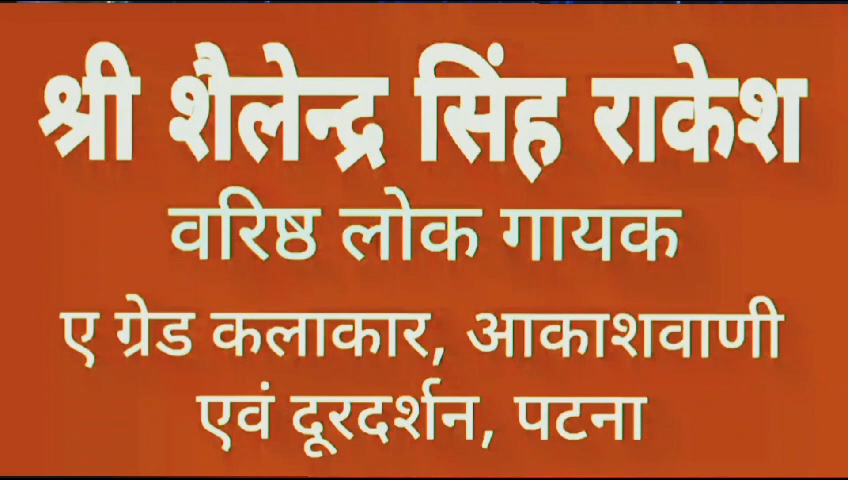 श्री शैलेन्द्र सिंह राकेश
वरिष्ठ लोक गायक
ए ग्रेड कलाकार, आकाशवाणी
एवं दूरदर्शन, पटना